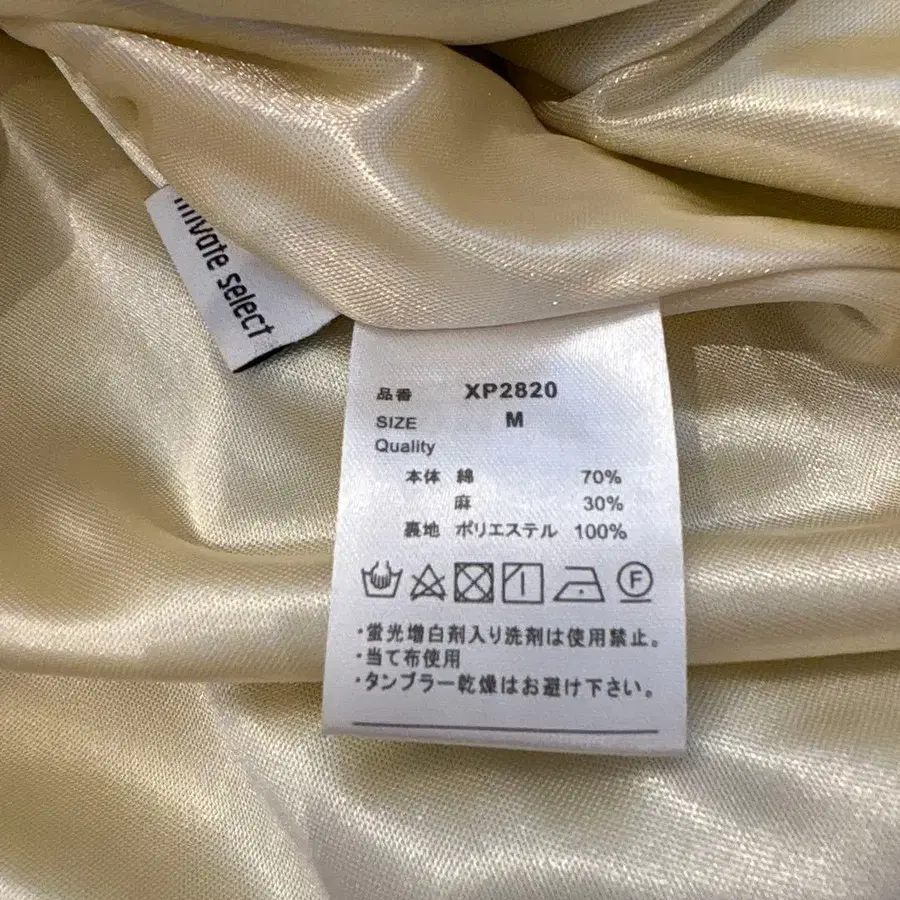 private select
品番 XP2820
SIZE M
Quality
本体 綿 70%
麻 30%
裏地 ポリエステル 100%
F
・蛍光増白剤入り洗剤は使用禁止。
・当て布使用
・タンブラー乾燥はお避け下さい。